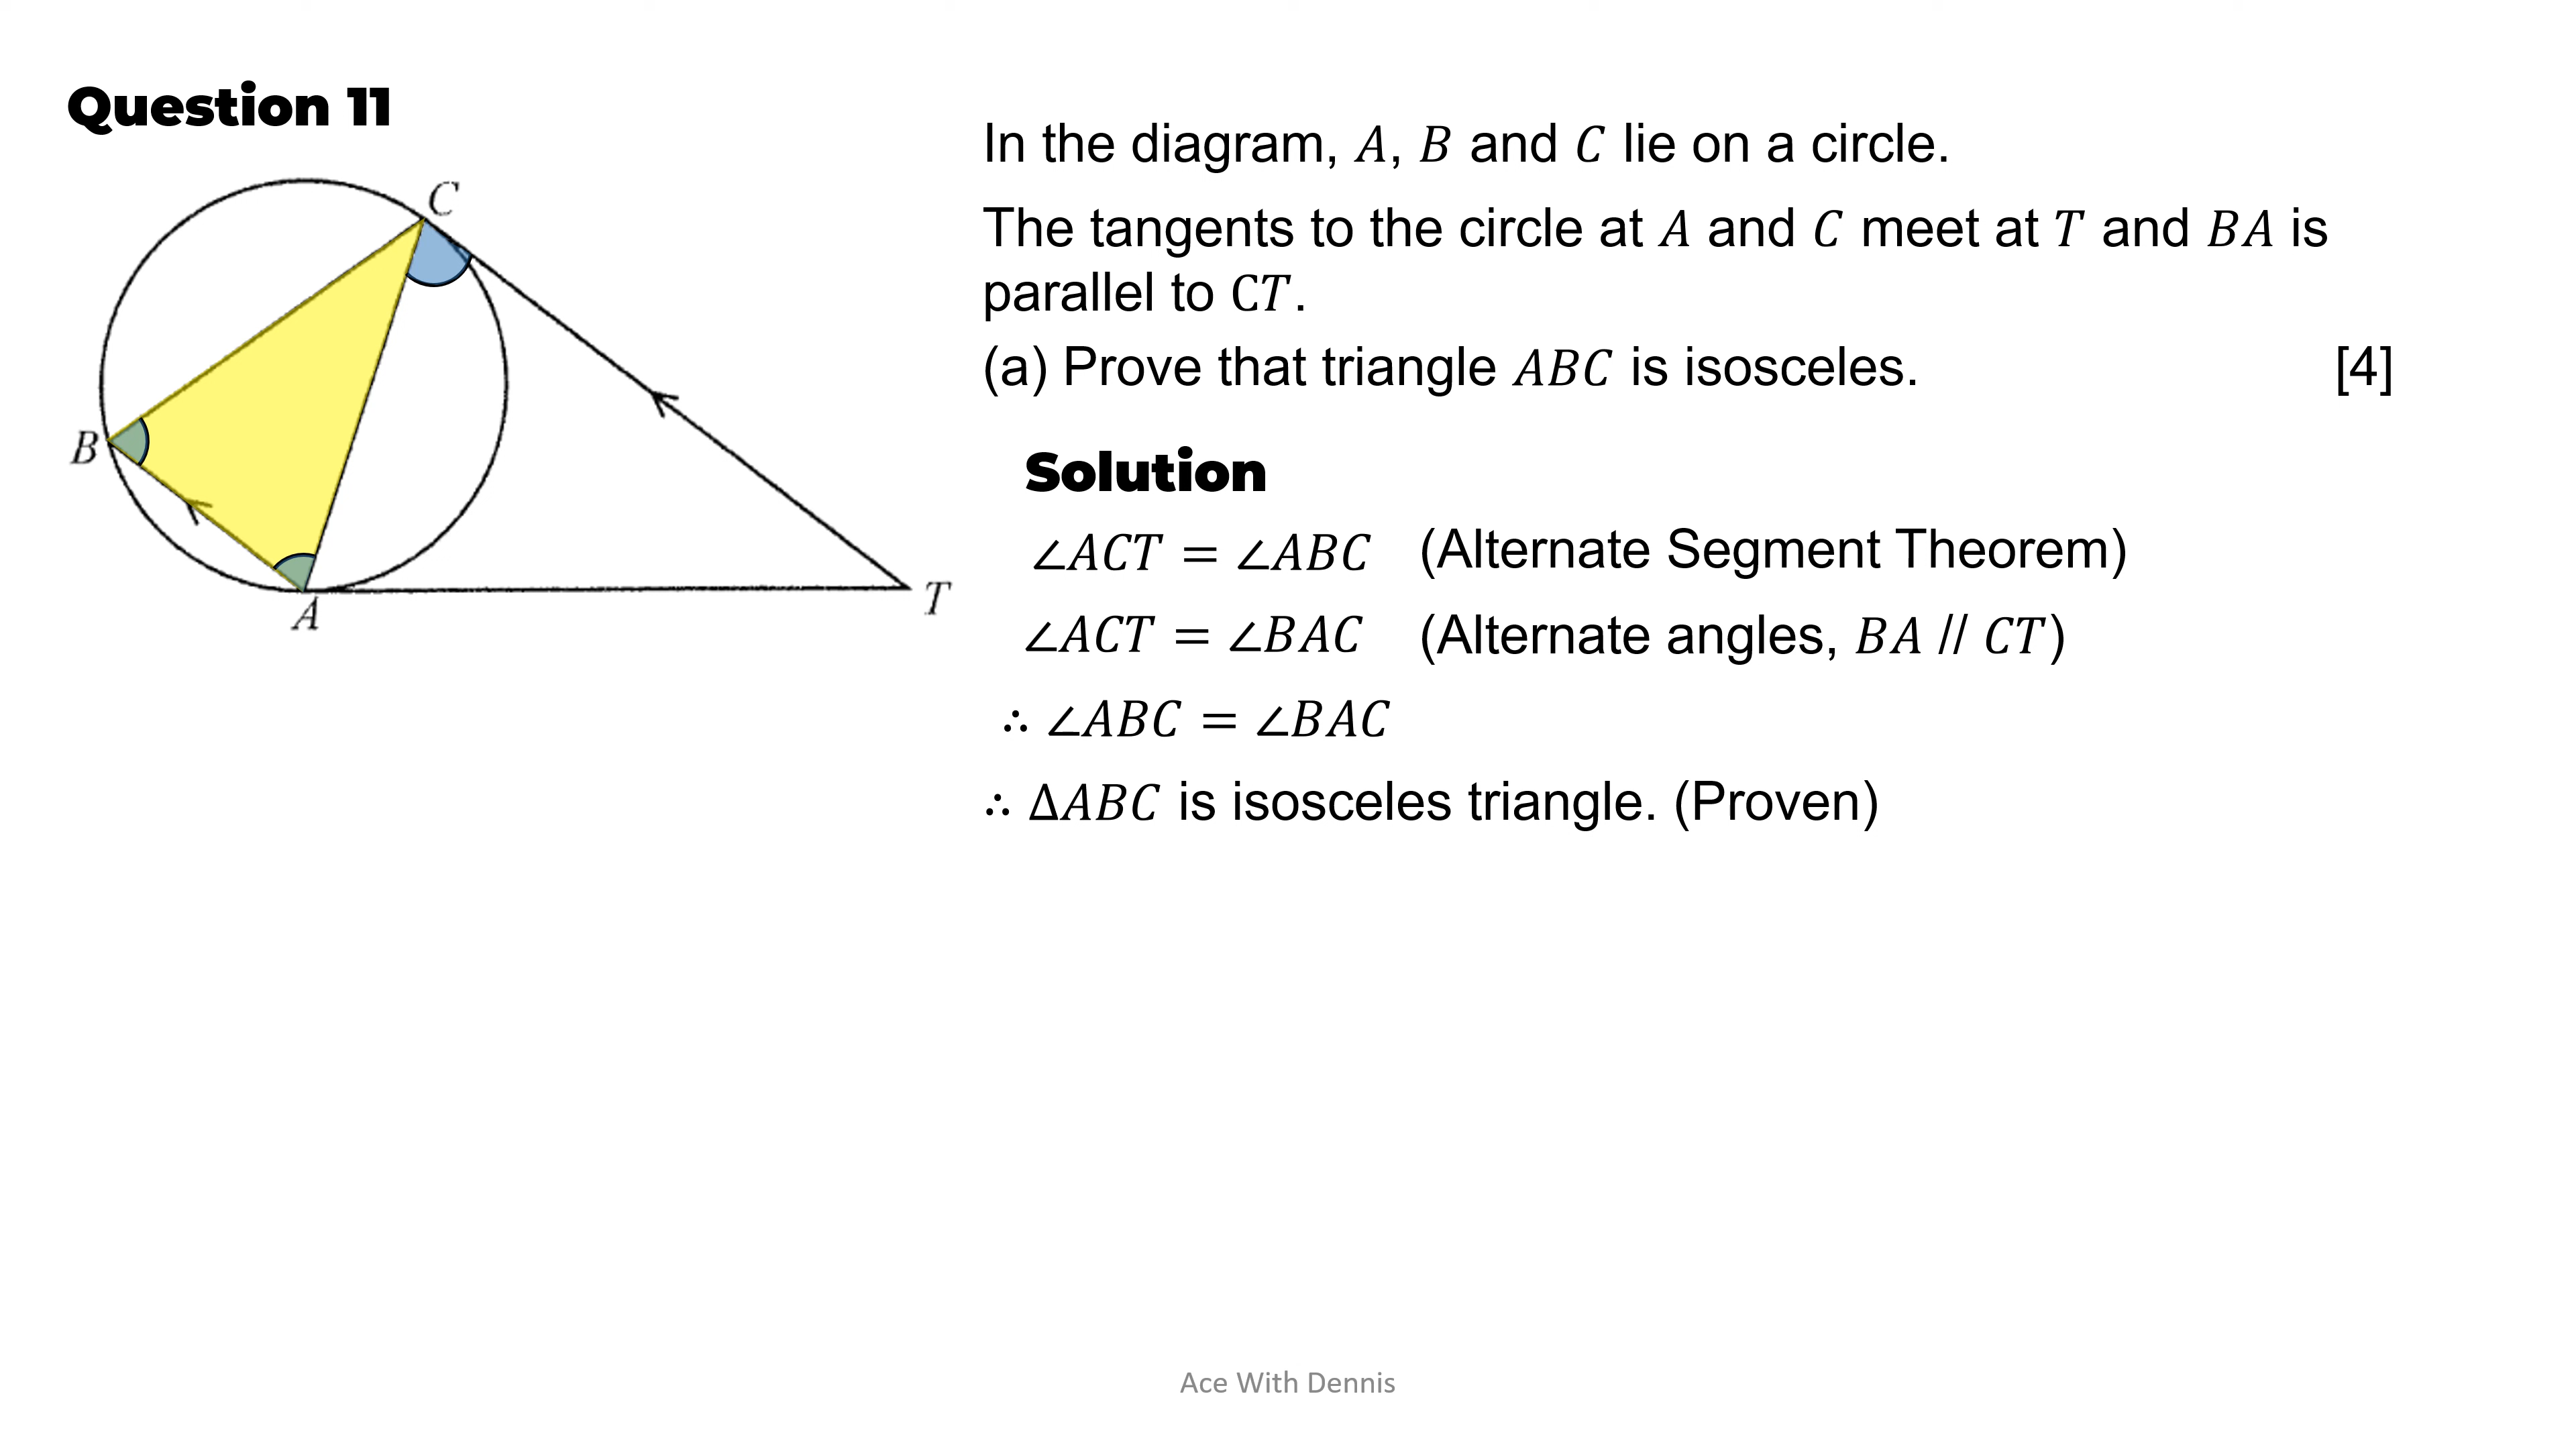 Question 11
C
B
A
T
In the diagram, A, B and C lie on a circle.
The tangents to the circle at A and C meet at T and BA is
parallel to CT.
(a) Prove that triangle ABC is isosceles. [4]
Solution
∠ACT = ∠ABC (Alternate Segment Theorem)
∠ACT = ∠BAC (Alternate angles, BA // CT)
∴ ∠ABC = ∠BAC
∴ ΔABC is isosceles triangle. (Proven)
Ace With Dennis